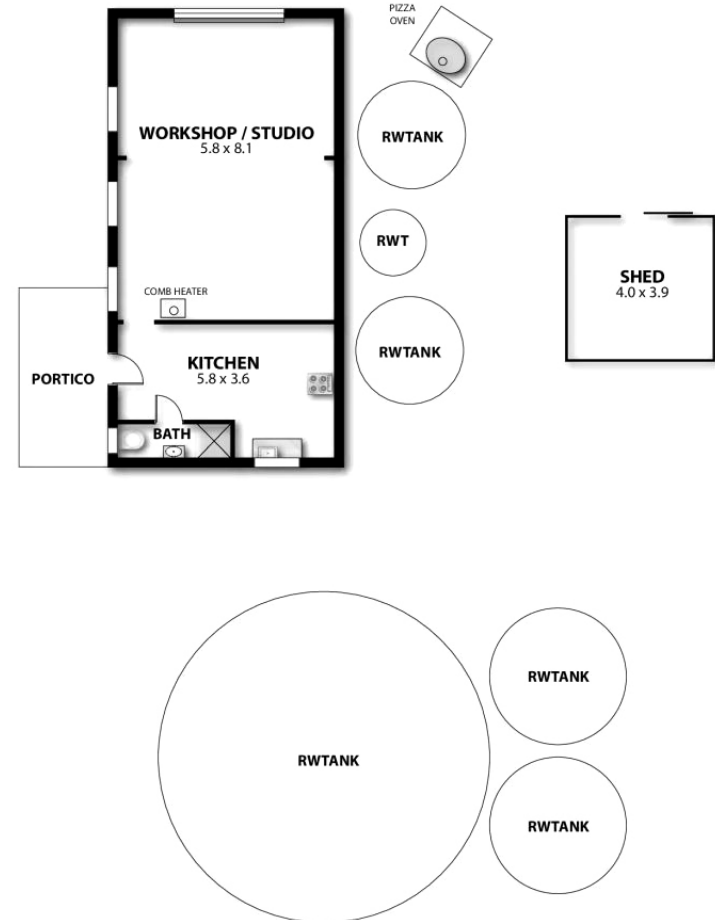 PIZZA
OVEN
WORKSHOP / STUDIO
5.8 x 8.1
RWTANK
RWT
SHED
4.0 x 3.9
COMB HEATER
RWTANK
KITCHEN
5.8 x 3.6
PORTICO
BATH
RWTANK
RWTANK
RWTANK